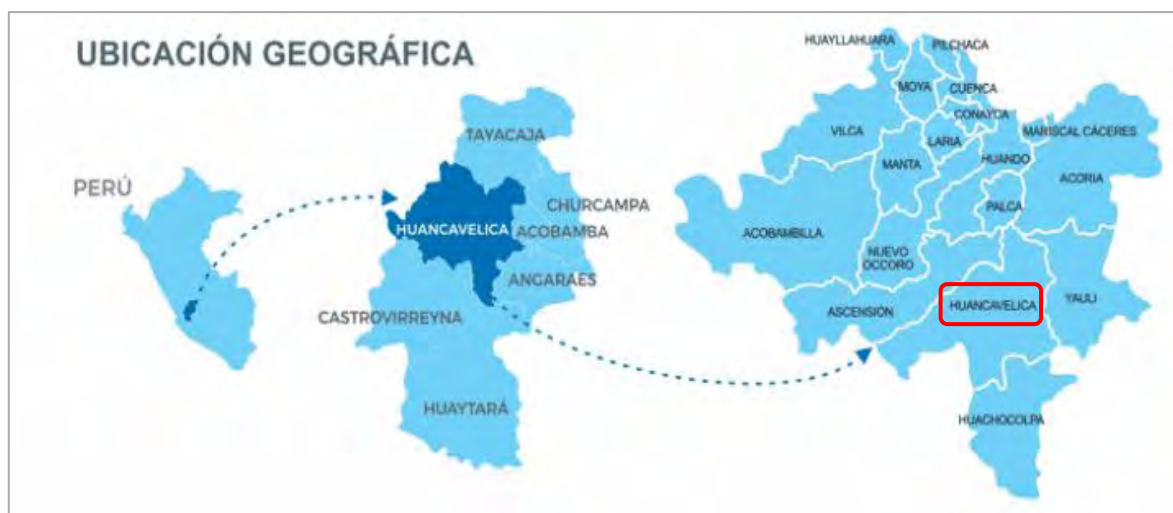 UBICACIÓN GEOGRÁFICA
PERÚ
TAYACAJA
CHURCAMPA
HUANCAVELICA
ACOBAMBA
ANGARAES
CASTROVIRREYNA
HUAYTARÁ
HUAYLLAHUARA
PILCHACA
MOYA
CUENCA
CONAYCA
VILCA
LARIA
MARISCAL CÁCERES
MANTA
HUANDO
ACORIA
PALCA
ACOBAMBILLA
NUEVO
OCCORO
ASCENSIÓN
HUANCAVELICA
YAULI
HUACHOCOLPA